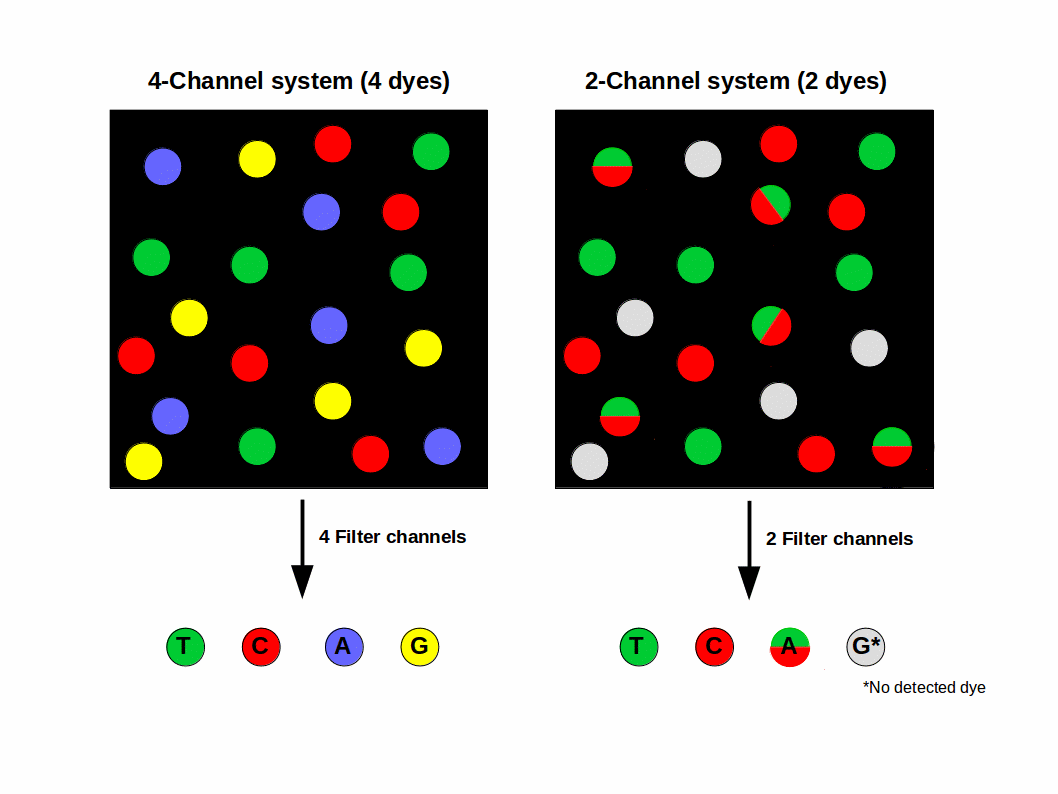 4-Channel system (4 dyes)
2-Channel system (2 dyes)
4 Filter channels
2 Filter channels
T C A G
T C A G*
*No detected dye